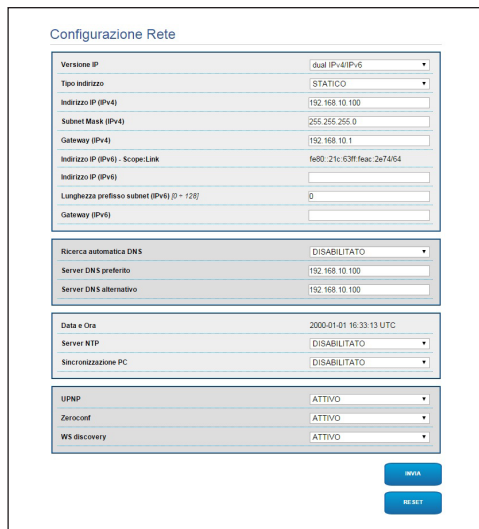 Configurazione Rete
Versione IP dual IPv4/IPv6
Tipo indirizzo STATICO
Indirizzo IP (IPv4) 192.168.10.100
Subnet Mask (IPv4) 255.255.255.0
Gateway (IPv4) 192.168.10.1
Indirizzo IP (IPv6) - Scope:Link fe80::21c:63ff:feac:2e74/64
Indirizzo IP (IPv6)
Lunghezza prefisso subnet (IPv6) [0 ÷ 128] 0
Gateway (IPv6)
Ricerca automatica DNS DISABILITATO
Server DNS preferito 192.168.10.100
Server DNS alternativo 192.168.10.100
Data e Ora 2000-01-01 16:33:13 UTC
Server NTP DISABILITATO
Sincronizzazione PC DISABILITATO
UPNP ATTIVO
Zeroconf ATTIVO
WS discovery ATTIVO
INVIA
RESET